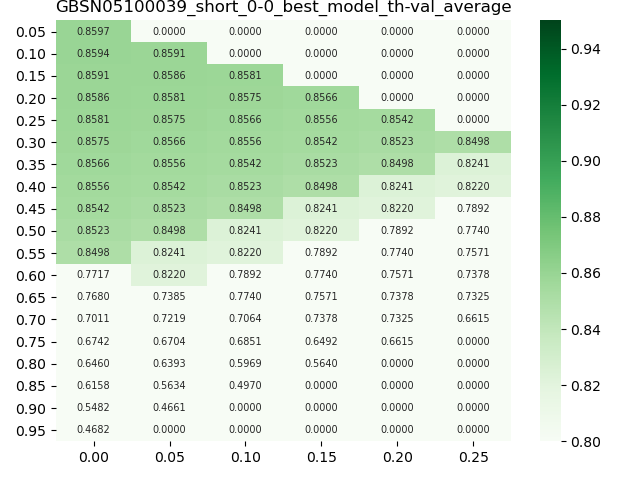 GBSN05100039_short_0-0_best_model_th-val_average
0.05 0.8597 0.0000 0.0000 0.0000 0.0000 0.0000
0.10 0.8594 0.8591 0.0000 0.0000 0.0000 0.0000
0.15 0.8591 0.8586 0.8581 0.0000 0.0000 0.0000
0.20 0.8586 0.8581 0.8575 0.8566 0.0000 0.0000
0.25 0.8581 0.8575 0.8566 0.8556 0.8542 0.0000
0.30 0.8575 0.8566 0.8556 0.8542 0.8523 0.8498
0.35 0.8566 0.8556 0.8542 0.8523 0.8498 0.8241
0.40 0.8556 0.8542 0.8523 0.8498 0.8241 0.8220
0.45 0.8542 0.8523 0.8498 0.8241 0.8220 0.7892
0.50 0.8523 0.8498 0.8241 0.8220 0.7892 0.7740
0.55 0.8498 0.8241 0.8220 0.7892 0.7740 0.7571
0.60 0.7717 0.8220 0.7892 0.7740 0.7571 0.7378
0.65 0.7680 0.7385 0.7740 0.7571 0.7378 0.7325
0.70 0.7011 0.7219 0.7064 0.7378 0.7325 0.6615
0.75 0.6742 0.6704 0.6851 0.6492 0.6615 0.0000
0.80 0.6460 0.6393 0.5969 0.5640 0.0000 0.0000
0.85 0.6158 0.5634 0.4970 0.0000 0.0000 0.0000
0.90 0.5482 0.4661 0.0000 0.0000 0.0000 0.0000
0.95 0.4682 0.0000 0.0000 0.0000 0.0000 0.0000
0.00 0.05 0.10 0.15 0.20 0.25
0.94
0.92
0.90
0.88
0.86
0.84
0.82
0.80